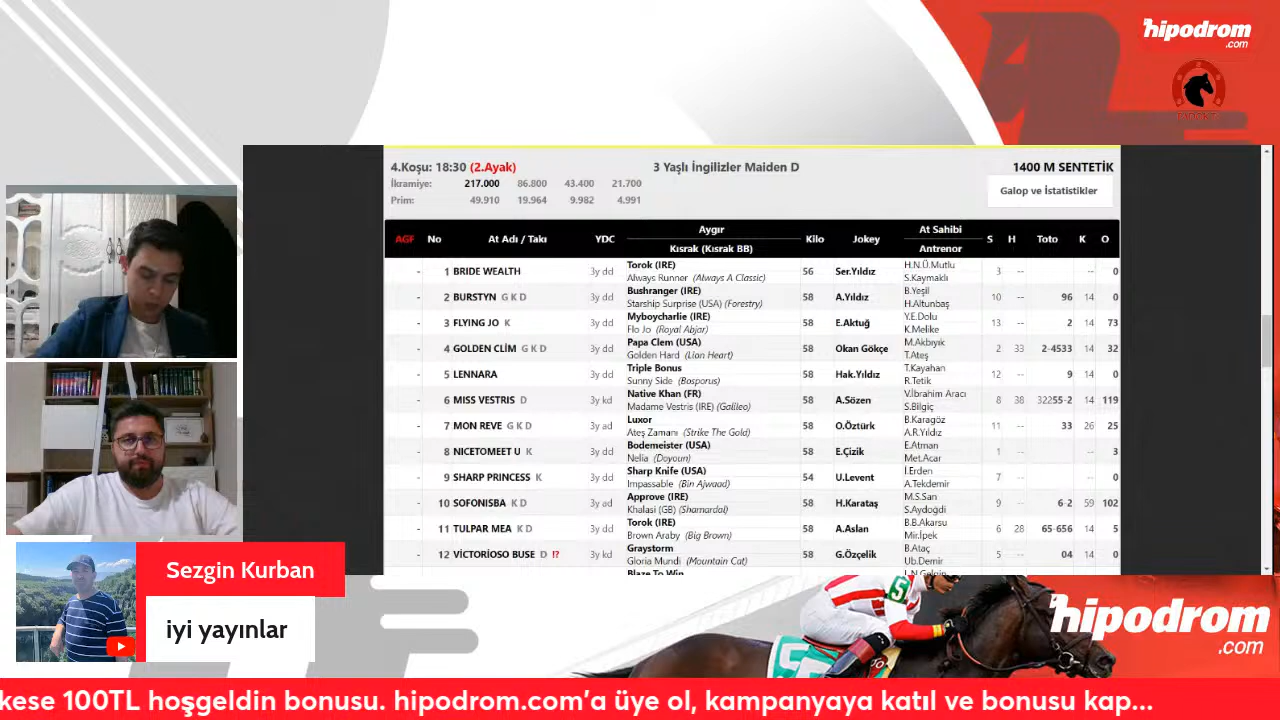 hipodrom
.com
4.Koşu: 18:30 (2.Ayak) 3 Yaşlı İngilizler Maiden D 1400 M SENTETİK
İkramiye: 217.000 86.800 43.400 21.700
Prim: 49.910 19.964 9.982 4.991
Galop ve İstatistikler
AGF No At Adı / Takı YDC Aygır Kilo Jokey At Sahibi S H Toto K O
Kısrak (Kısrak BB) Antrenor
- 1 BRIDE WEALTH 3y dd Torok (IRE) 56 Ser.Yıldız H.N.Ü.Mutlu 3 -- -- 0
Always Runner (Always A Classic) S.Kaymaklı
- 2 BURSTYN G K D 3y dd Bushranger (IRE) 58 A.Yıldız B.Yeşil 10 -- 96 14 0
Starship Surprise (USA) (Forestry) H.Altunbaş
- 3 FLYING JO K 3y dd Myboycharlie (IRE) 58 E.Aktuğ Y.E.Dolu 13 -- 2 14 73
Flo Jo (Royal Abjar) K.Melike
- 4 GOLDEN CLİM G K D 3y dd Papa Clem (USA) 58 Okan Gökçe M.Akbıyık 2 33 2-4533 14 32
Golden Hard (Lion Heart) T.Ateş
- 5 LENNARA 3y dd Triple Bonus 58 Hak.Yıldız T.Kayahan 12 -- 9 14 0
Sunny Side (Bosporus) R.Tetik
- 6 MISS VESTRIS D 3y kd Native Khan (FR) 58 A.Sözen V.İbrahim Aracı 8 38 32255-2 14 119
Madame Vestris (IRE) (Galileo) S.Bilgiç
- 7 MON REVE G K D 3y ad Luxor 58 O.Öztürk B.Karagöz 11 -- 33 26 25
Ateş Zamanı (Strike The Gold) A.R.Yıldız
- 8 NICETOMEET U K 3y dd Bodemeister (USA) 58 E.Çizik E.Atman 1 -- -- 3
Nelia (Doyoun) Met.Acar
- 9 SHARP PRINCESS K 3y dd Sharp Knife (USA) 54 U.Levent İ.Erden 7 -- -- 0
Impassable (Bin Ajwaad) A.Tekdemir
- 10 SOFONISBA K D 3y ad Approve (IRE) 58 H.Karataş M.S.San 9 -- 6-2 59 102
Khalasi (GB) (Shamardal) S.Aydoğdi
- 11 TULPAR MEA K D 3y dd Torok (IRE) 58 A.Aslan B.B.Akarsu 6 28 65-656 14 5
Brown Araby (Big Brown) Mir.İpek
- 12 VİCTORİOSO BUSE D !? 3y kd Graystorm 58 G.Özçelik B.Ataç 5 -- 04 14 0
Gloria Mundi (Mountain Cat) Ub.Demir
Blaze To Win
Sezgin Kurban
iyi yayınlar
hipodrom
.com
kese 100TL hoşgeldin bonusu. hipodrom.com'a üye ol, kampanyaya katıl ve bonusu kap...